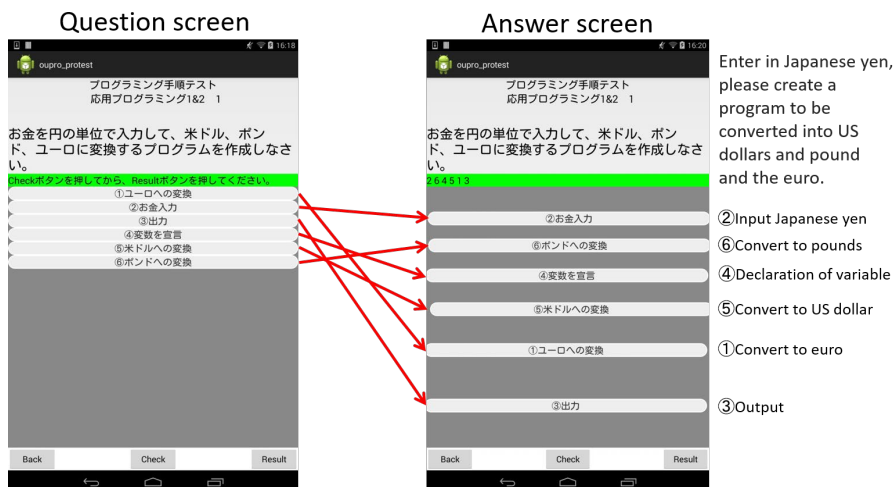 Question screen
16:18
oupro_protest
プログラミング手順テスト
応用プログラミング1&2 1
お金を円の単位で入力して、米ドル、ポン
ド、ユーロに変換するプログラムを作成しなさ
い。
Checkボタンを押してから、Resultボタンを押してください。
①ユーロへの変換
②お金入力
③出力
④変数を宣言
⑤米ドルへの変換
⑥ポンドへの変換
Back Check Result
Answer screen
16:20
oupro_protest
プログラミング手順テスト
応用プログラミング1&2 1
お金を円の単位で入力して、米ドル、ポン
ド、ユーロに変換するプログラムを作成しなさ
い。
2 6 4 5 1 3
②お金入力
⑥ポンドへの変換
④変数を宣言
⑤米ドルへの変換
①ユーロへの変換
③出力
Back Check Result
Enter in Japanese yen,
please create a
program to be
converted into US
dollars and pound
and the euro.
②Input Japanese yen
⑥Convert to pounds
④Declaration of variable
⑤Convert to US dollar
①Convert to euro
③Output